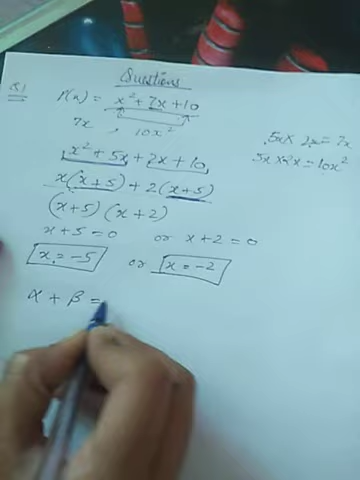 Questions
Q1
P(x) = x² + 7x + 10
7x , 10x²
5x × 2x = 7x
5x × 2x = 10x²
x² + 5x + 2x + 10
x(x+5) + 2(x+5)
(x+5) (x+2)
x + 5 = 0 or x + 2 = 0
x = -5 or x = -2
α + β =